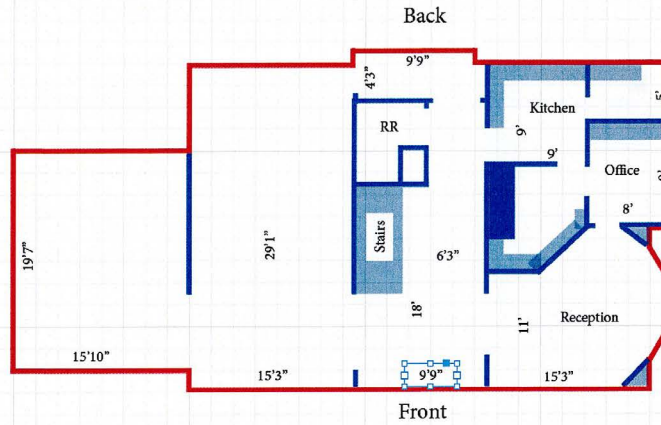 Back
9'9"
4'3"
Kitchen
RR
9'
9'
Office
8'
Stairs
19'7"
29'1"
6'3"
18'
11'
Reception
15'10"
15'3"
9'9"
15'3"
Front